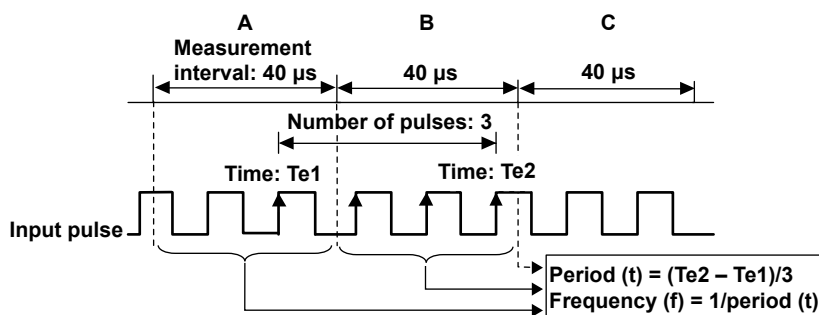 A B C
Measurement
interval: 40 µs 40 µs 40 µs
Number of pulses: 3
Time: Te1 Time: Te2
Input pulse
Period (t) = (Te2 – Te1)/3
Frequency (f) = 1/period (t)